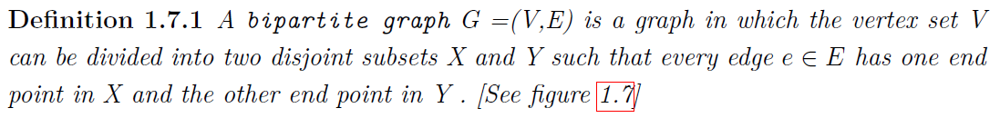 Definition 1.7.1 A bipartite graph G =(V,E) is a graph in which the vertex set V
can be divided into two disjoint subsets X and Y such that every edge e ∈ E has one end
point in X and the other end point in Y . [See figure 1.7]